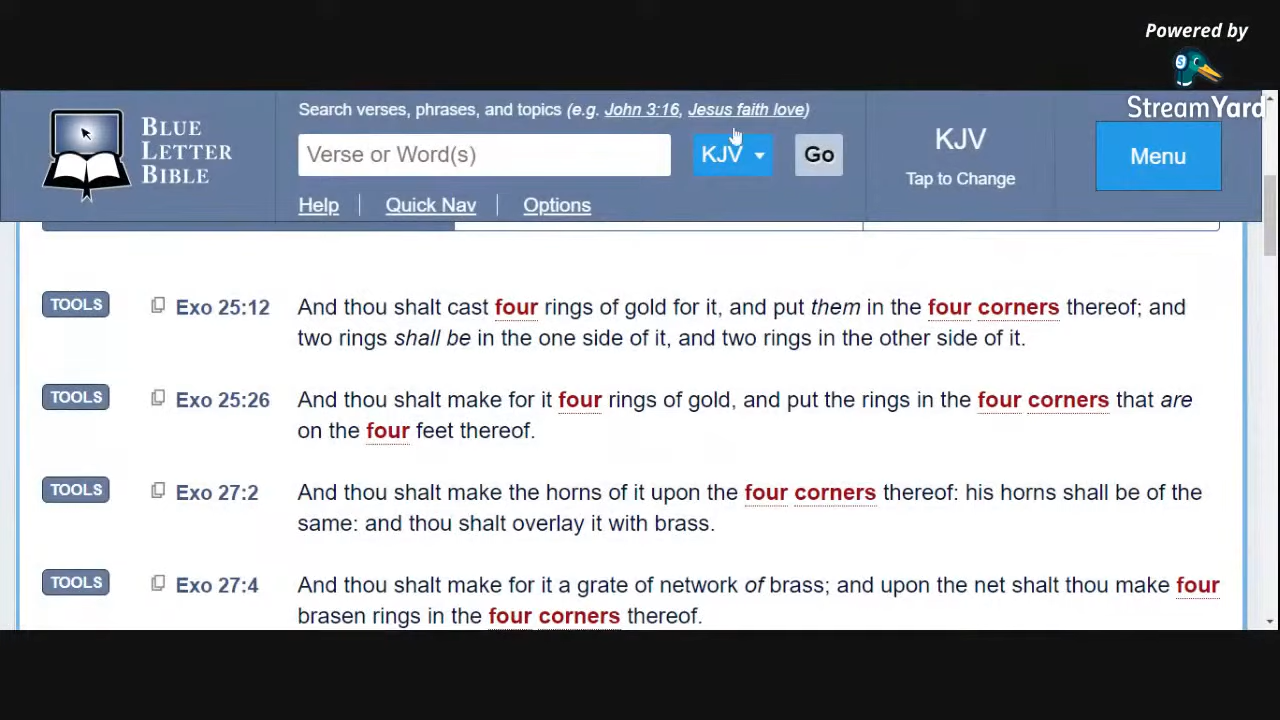 Powered by
StreamYard
BLUE
LETTER
BIBLE
Search verses, phrases, and topics (e.g. John 3:16, Jesus faith love)
Verse or Word(s)
KJV
Go
Help
Quick Nav
Options
KJV
Tap to Change
Menu
TOOLS
Exo 25:12
And thou shalt cast four rings of gold for it, and put them in the four corners thereof; and
two rings shall be in the one side of it, and two rings in the other side of it.
TOOLS
Exo 25:26
And thou shalt make for it four rings of gold, and put the rings in the four corners that are
on the four feet thereof.
TOOLS
Exo 27:2
And thou shalt make the horns of it upon the four corners thereof: his horns shall be of the
same: and thou shalt overlay it with brass.
TOOLS
Exo 27:4
And thou shalt make for it a grate of network of brass; and upon the net shalt thou make four
brasen rings in the four corners thereof.